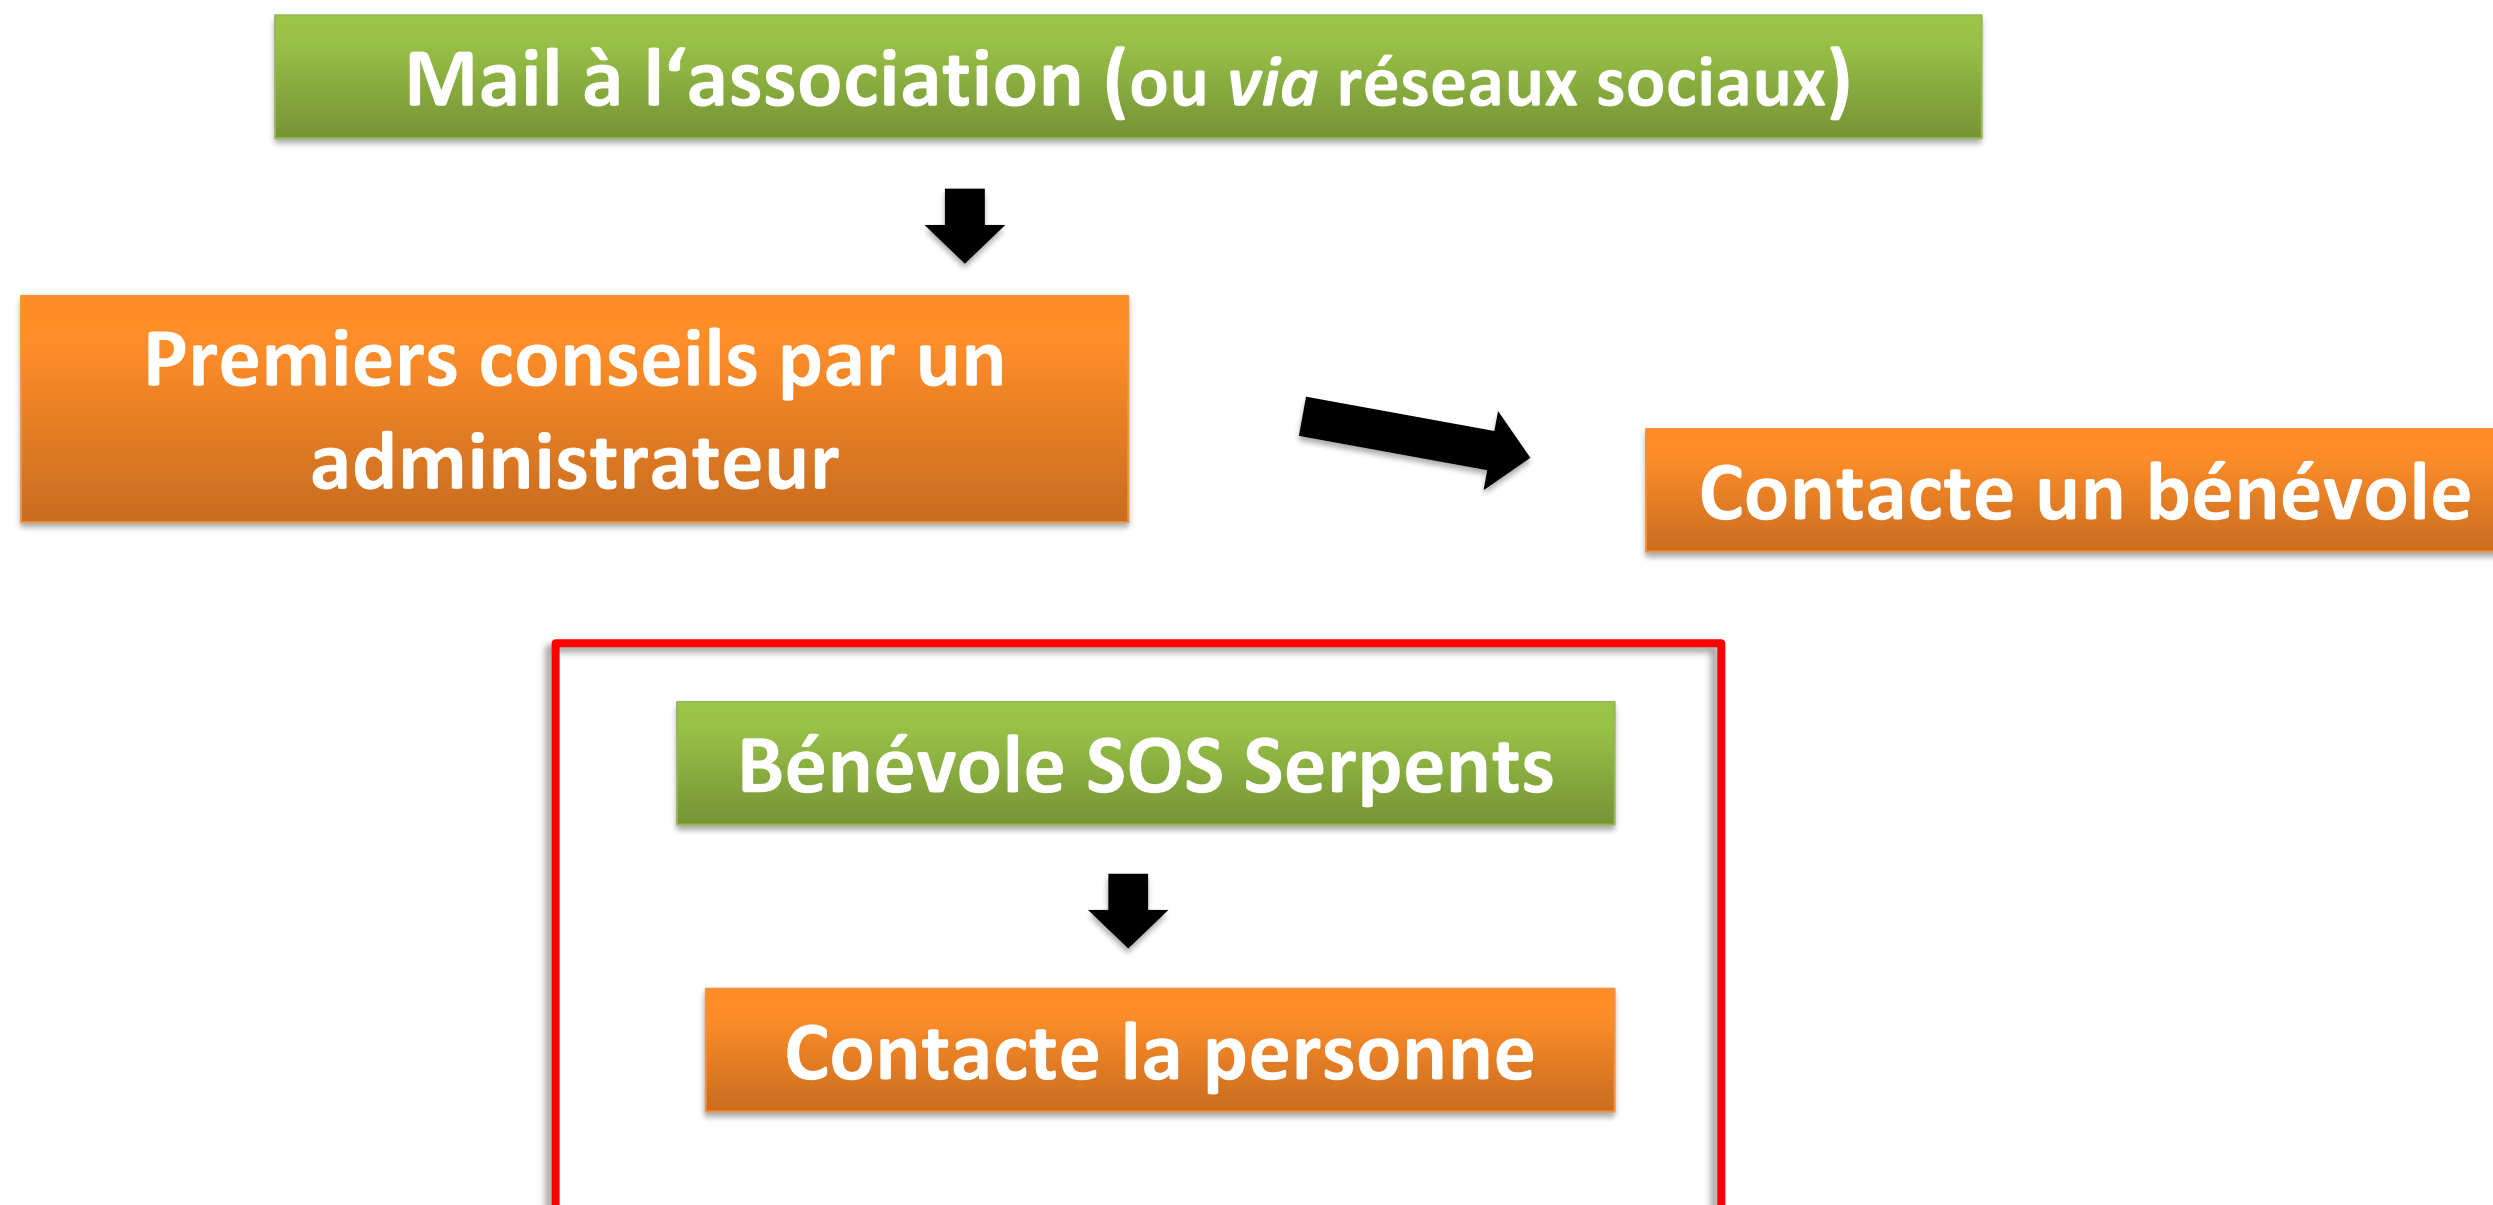 Mail à l‘association (ou via réseaux sociaux)
Premiers conseils par un
administrateur
Contacte un bénévole
Bénévole SOS Serpents
Contacte la personne